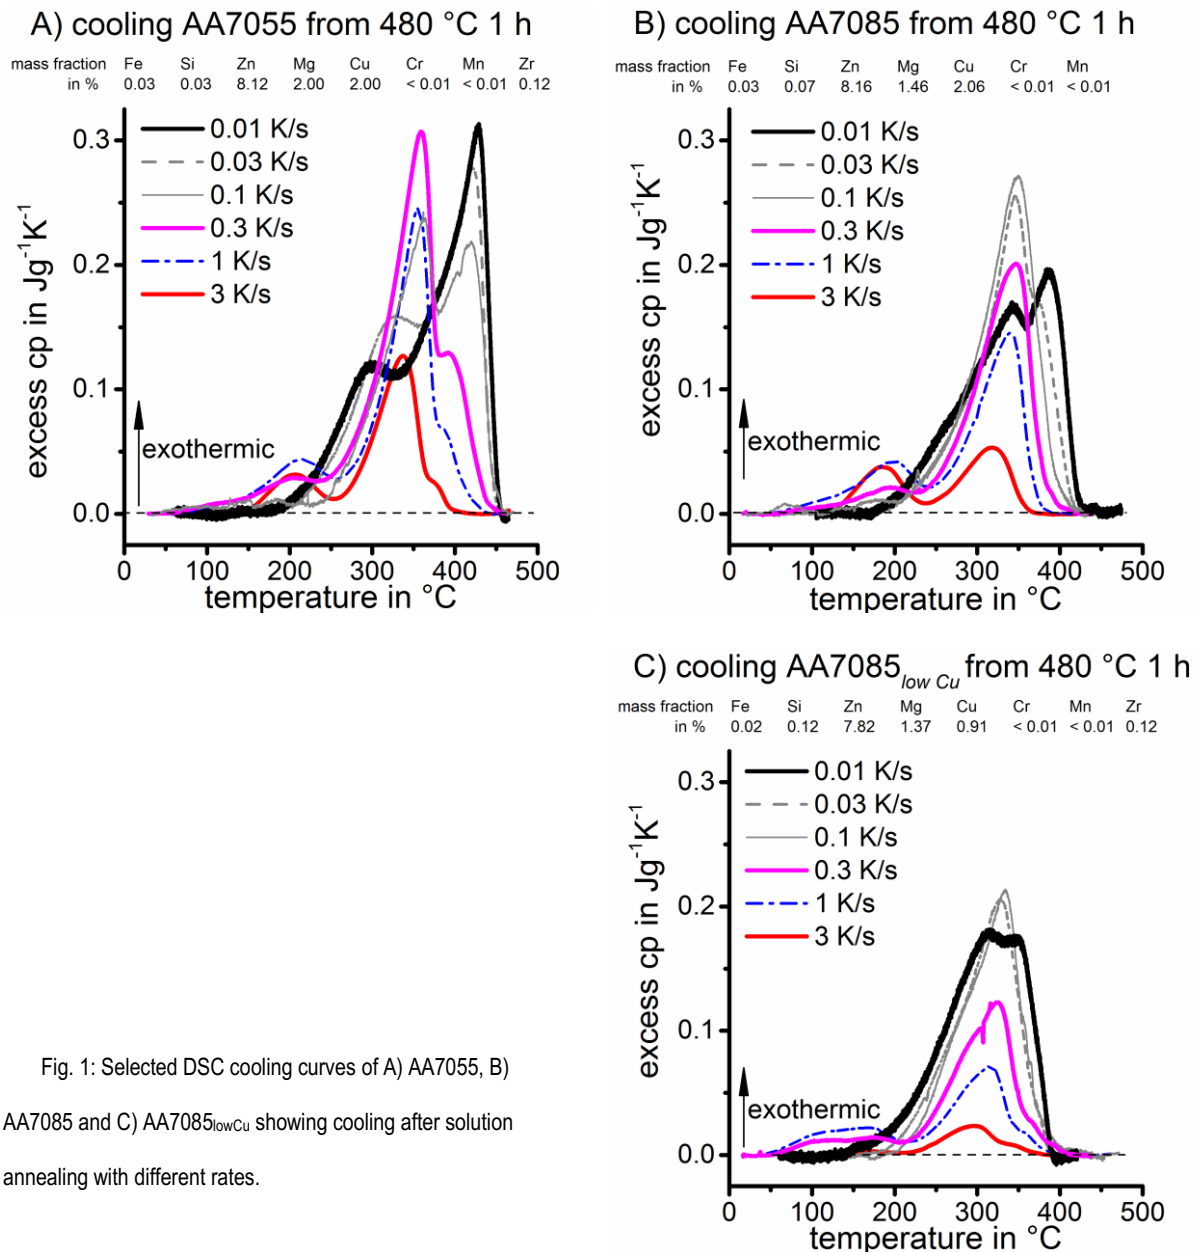 A) cooling AA7055 from 480 °C 1 h
mass fraction Fe Si Zn Mg Cu Cr Mn Zr
in % 0.03 0.03 8.12 2.00 2.00 < 0.01 < 0.01 0.12
0.3
0.2
0.1
0.0
excess cp in Jg⁻¹K⁻¹
0.01 K/s
0.03 K/s
0.1 K/s
0.3 K/s
1 K/s
3 K/s
exothermic
0 100 200 300 400 500
temperature in °C
B) cooling AA7085 from 480 °C 1 h
mass fraction Fe Si Zn Mg Cu Cr Mn
in % 0.03 0.07 8.16 1.46 2.06 < 0.01 < 0.01
0.3
0.2
0.1
0.0
excess cp in Jg⁻¹K⁻¹
0.01 K/s
0.03 K/s
0.1 K/s
0.3 K/s
1 K/s
3 K/s
exothermic
0 100 200 300 400 500
temperature in °C
C) cooling AA7085low Cu from 480 °C 1 h
mass fraction Fe Si Zn Mg Cu Cr Mn Zr
in % 0.02 0.12 7.82 1.37 0.91 < 0.01 < 0.01 0.12
0.3
0.2
0.1
0.0
excess cp in Jg⁻¹K⁻¹
0.01 K/s
0.03 K/s
0.1 K/s
0.3 K/s
1 K/s
3 K/s
exothermic
0 100 200 300 400 500
temperature in °C
Fig. 1: Selected DSC cooling curves of A) AA7055, B)
AA7085 and C) AA7085lowCu showing cooling after solution
annealing with different rates.